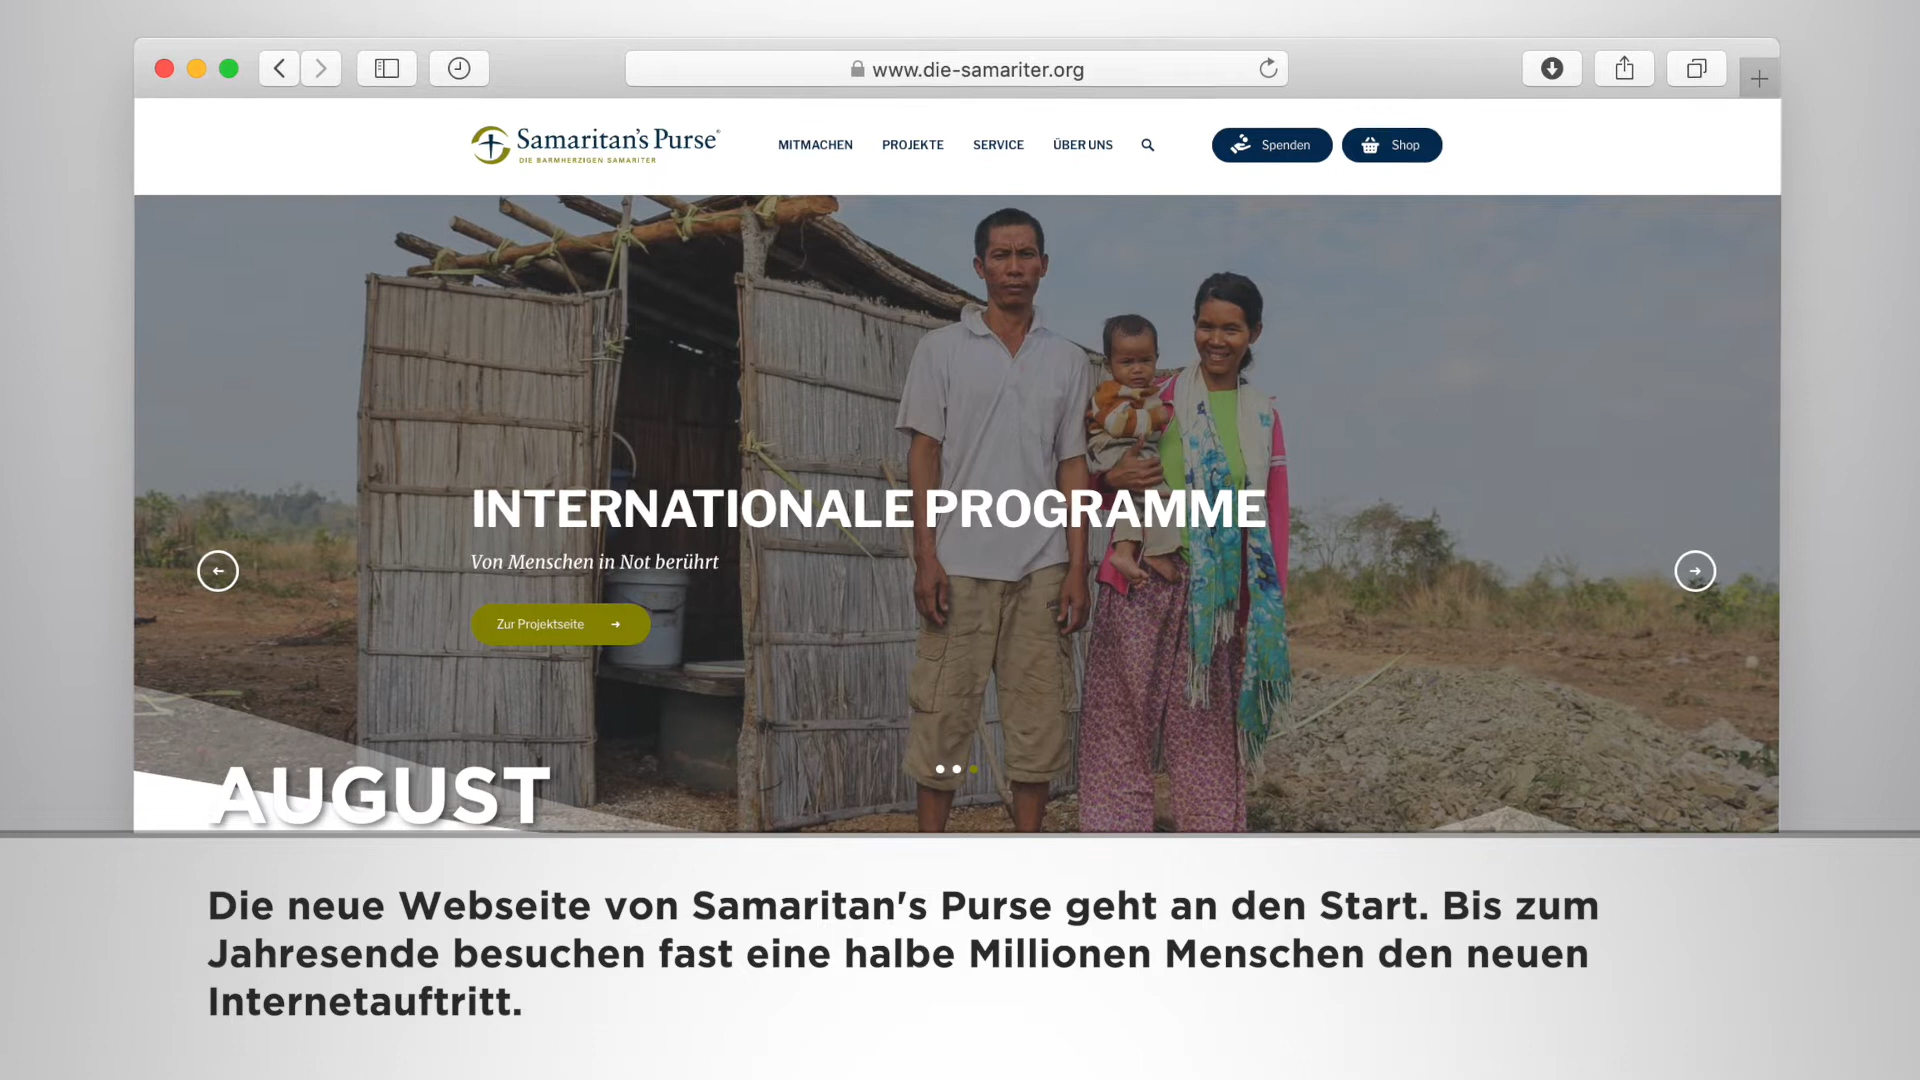 www.die-samariter.org
Samaritan's Purse®
DIE BARMHERZIGEN SAMARITER
MITMACHEN PROJEKTE SERVICE ÜBER UNS Spenden Shop
INTERNATIONALE PROGRAMME
Von Menschen in Not berührt
Zur Projektseite
AUGUST
Die neue Webseite von Samaritan's Purse geht an den Start. Bis zum
Jahresende besuchen fast eine halbe Millionen Menschen den neuen
Internetauftritt.